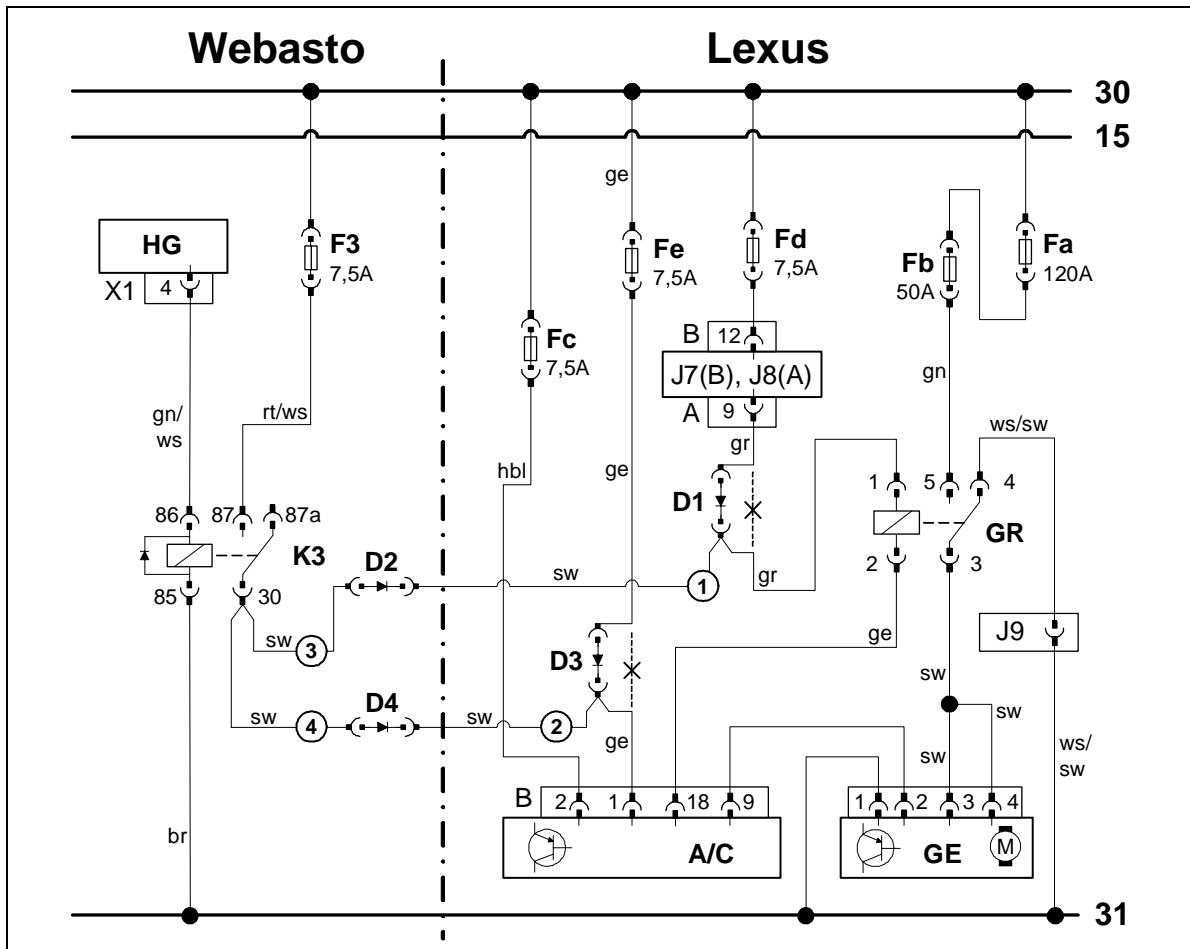 Webasto
Lexus
30
15
ge
HG
X1
4
F3
7,5A
Fe
7,5A
Fd
7,5A
Fb
50A
Fa
120A
Fc
7,5A
B
12
J7(B), J8(A)
A
9
gn/
ws
rt/ws
gn
ws/sw
hbl
ge
gr
D1
1
5
4
86
87
87a
K3
GR
D2
sw
1
gr
2
3
85
30
sw
3
D3
ge
J9
D4
sw
4
sw
2
ge
sw
sw
sw
ws/
sw
B
2
1
18
9
1
2
3
4
br
A/C
GE
M
31